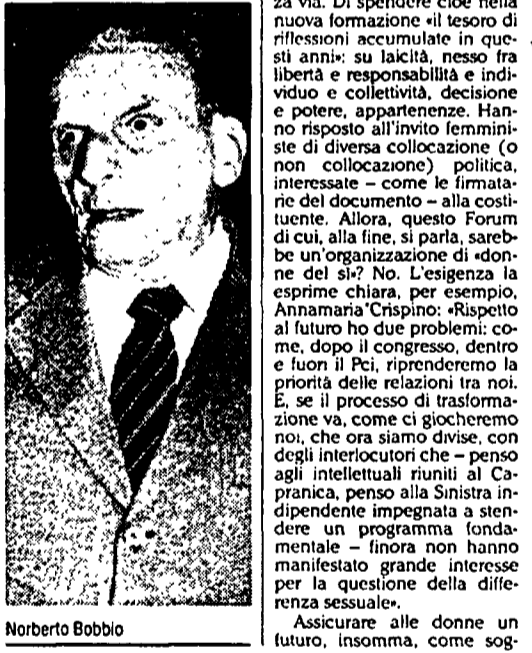 Norberto Bobbio
za via. Di spendere cioè nella
nuova formazione «il tesoro di
riflessioni accumulate in que-
sti anni»: su laicità, nesso fra
libertà e responsabilità e indi-
viduo e collettività, decisione
e potere, appartenenze. Han-
no risposto all'invito femmini-
ste di diversa collocazione (o
non collocazione) politica,
interessate – come le firmata-
rie del documento – alla costi-
tuente. Allora, questo Forum
di cui, alla fine, si parla, sareb-
be un'organizzazione di «don-
ne del sì»? No. L'esigenza la
esprime chiara, per esempio,
Annamaria Crispino: «Rispetto
al futuro ho due problemi: co-
me, dopo il congresso, dentro
e fuori il Pci, riprenderemo la
priorità delle relazioni tra noi.
E, se il processo di trasforma-
zione va, come ci giocheremo
noi, che ora siamo divise, con
degli interlocutori che – penso
agli intellettuali riuniti al Ca-
pranica, penso alla Sinistra in-
dipendente impegnata a sten-
dere un programma fonda-
mentale – finora non hanno
manifestato grande interesse
per la questione della diffe-
renza sessuale».
Assicurare alle donne un
futuro, insomma, come sog-